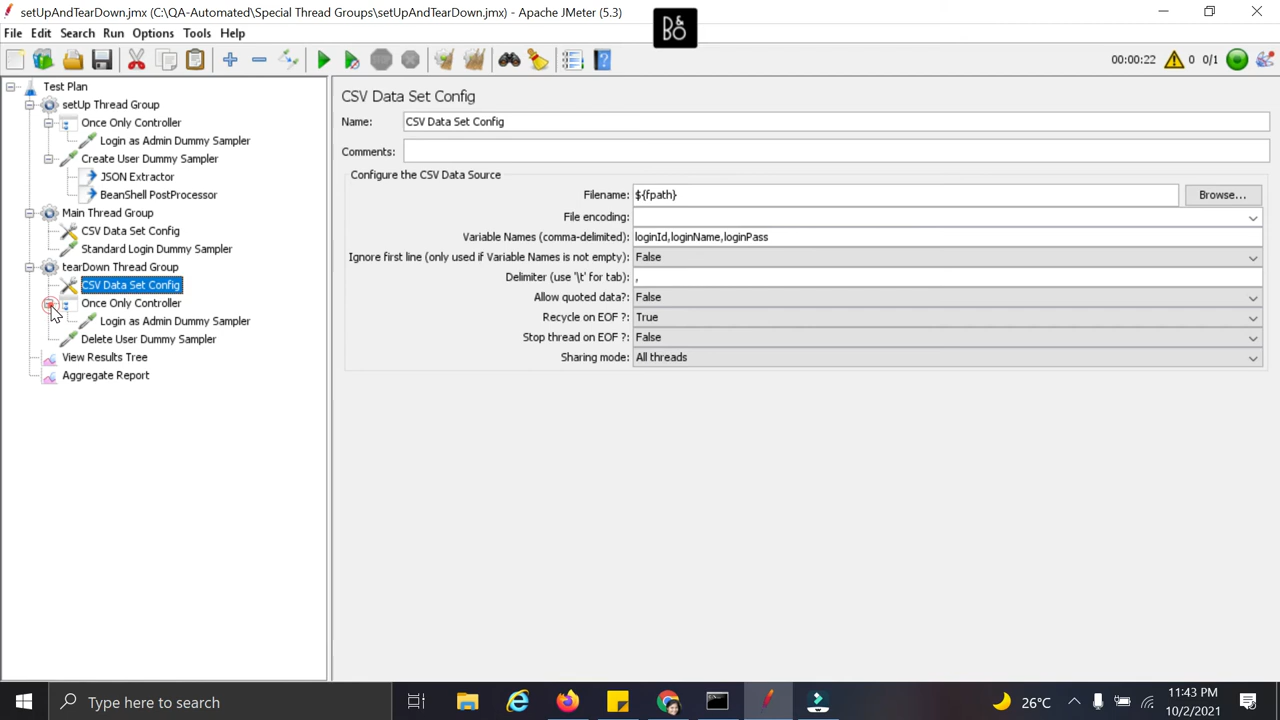 setUpAndTearDown.jmx (C:\QA-Automated\Special Thread Groups\setUpAndTearDown.jmx) - Apache JMeter (5.3)
B&O
File Edit Search Run Options Tools Help
00:00:22 0 0/1
Test Plan
setUp Thread Group
Once Only Controller
Login as Admin Dummy Sampler
Create User Dummy Sampler
JSON Extractor
BeanShell PostProcessor
Main Thread Group
CSV Data Set Config
Standard Login Dummy Sampler
tearDown Thread Group
CSV Data Set Config
Once Only Controller
Login as Admin Dummy Sampler
Delete User Dummy Sampler
View Results Tree
Aggregate Report
CSV Data Set Config
Name: CSV Data Set Config
Comments:
Configure the CSV Data Source
Filename: ${fpath} Browse...
File encoding:
Variable Names (comma-delimited): loginId,loginName,loginPass
Ignore first line (only used if Variable Names is not empty): False
Delimiter (use '\t' for tab): ,
Allow quoted data?: False
Recycle on EOF ?: True
Stop thread on EOF ?: False
Sharing mode: All threads
Type here to search
26°C
11:43 PM
10/2/2021